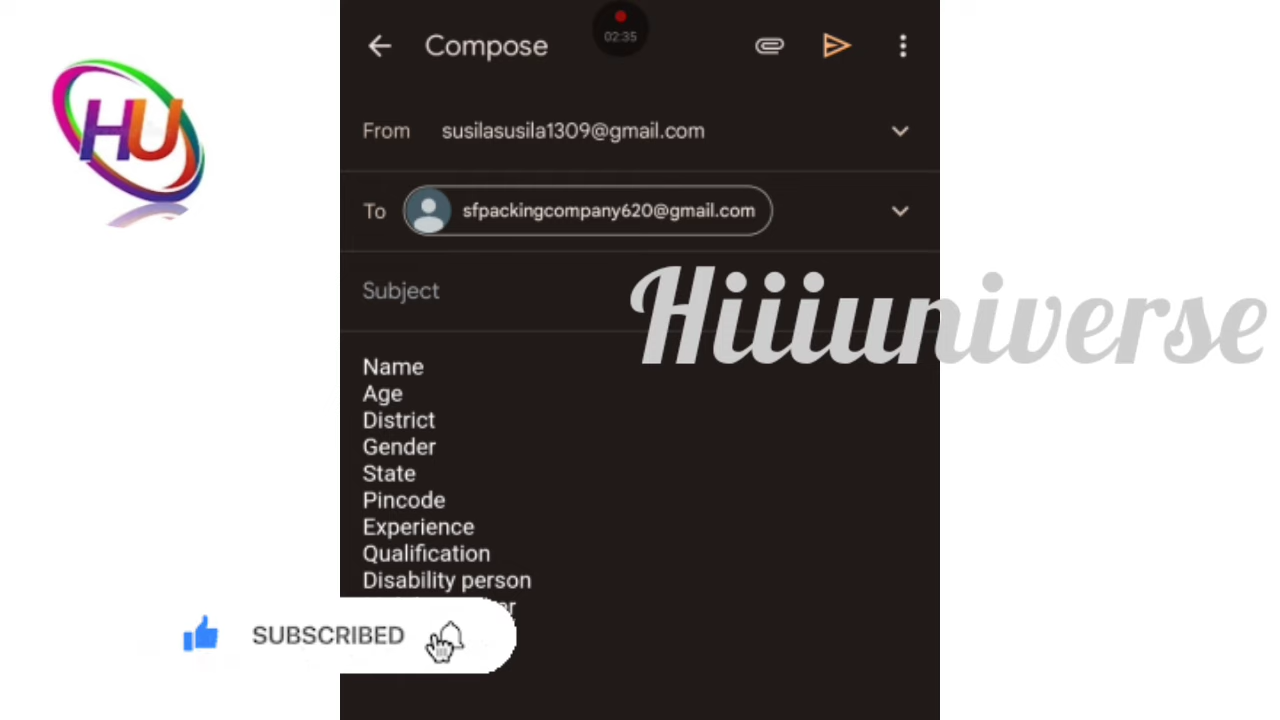 HU
02:35
Compose
From susilasusila1309@gmail.com
To sfpackingcompany620@gmail.com
Subject
Hiiiuniverse
Name
Age
District
Gender
State
Pincode
Experience
Qualification
Disability person
SUBSCRIBED